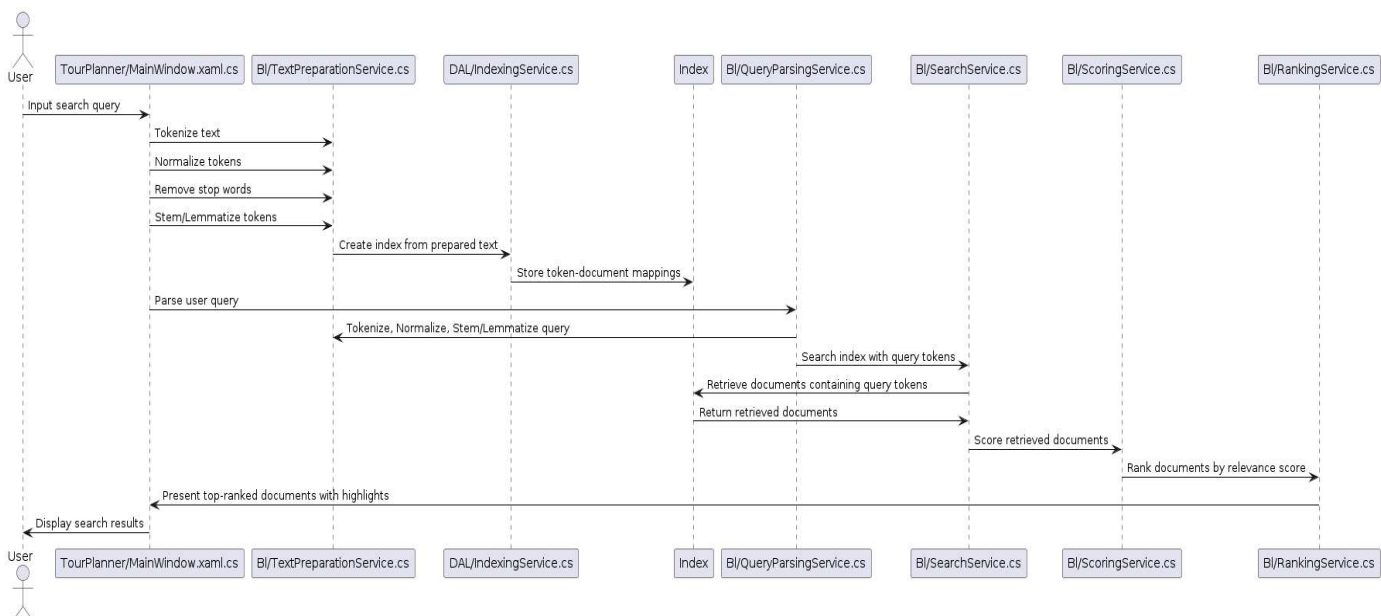 User
TourPlanner/MainWindow.xaml.cs
Bl/TextPreparationService.cs
DAL/IndexingService.cs
Index
Bl/QueryParsingService.cs
Bl/SearchService.cs
Bl/ScoringService.cs
Bl/RankingService.cs
Input search query
Tokenize text
Normalize tokens
Remove stop words
Stem/Lemmatize tokens
Create index from prepared text
Store token-document mappings
Parse user query
Tokenize, Normalize, Stem/Lemmatize query
Search index with query tokens
Retrieve documents containing query tokens
Return retrieved documents
Score retrieved documents
Rank documents by relevance score
Present top-ranked documents with highlights
Display search results
User
TourPlanner/MainWindow.xaml.cs
Bl/TextPreparationService.cs
DAL/IndexingService.cs
Index
Bl/QueryParsingService.cs
Bl/SearchService.cs
Bl/ScoringService.cs
Bl/RankingService.cs